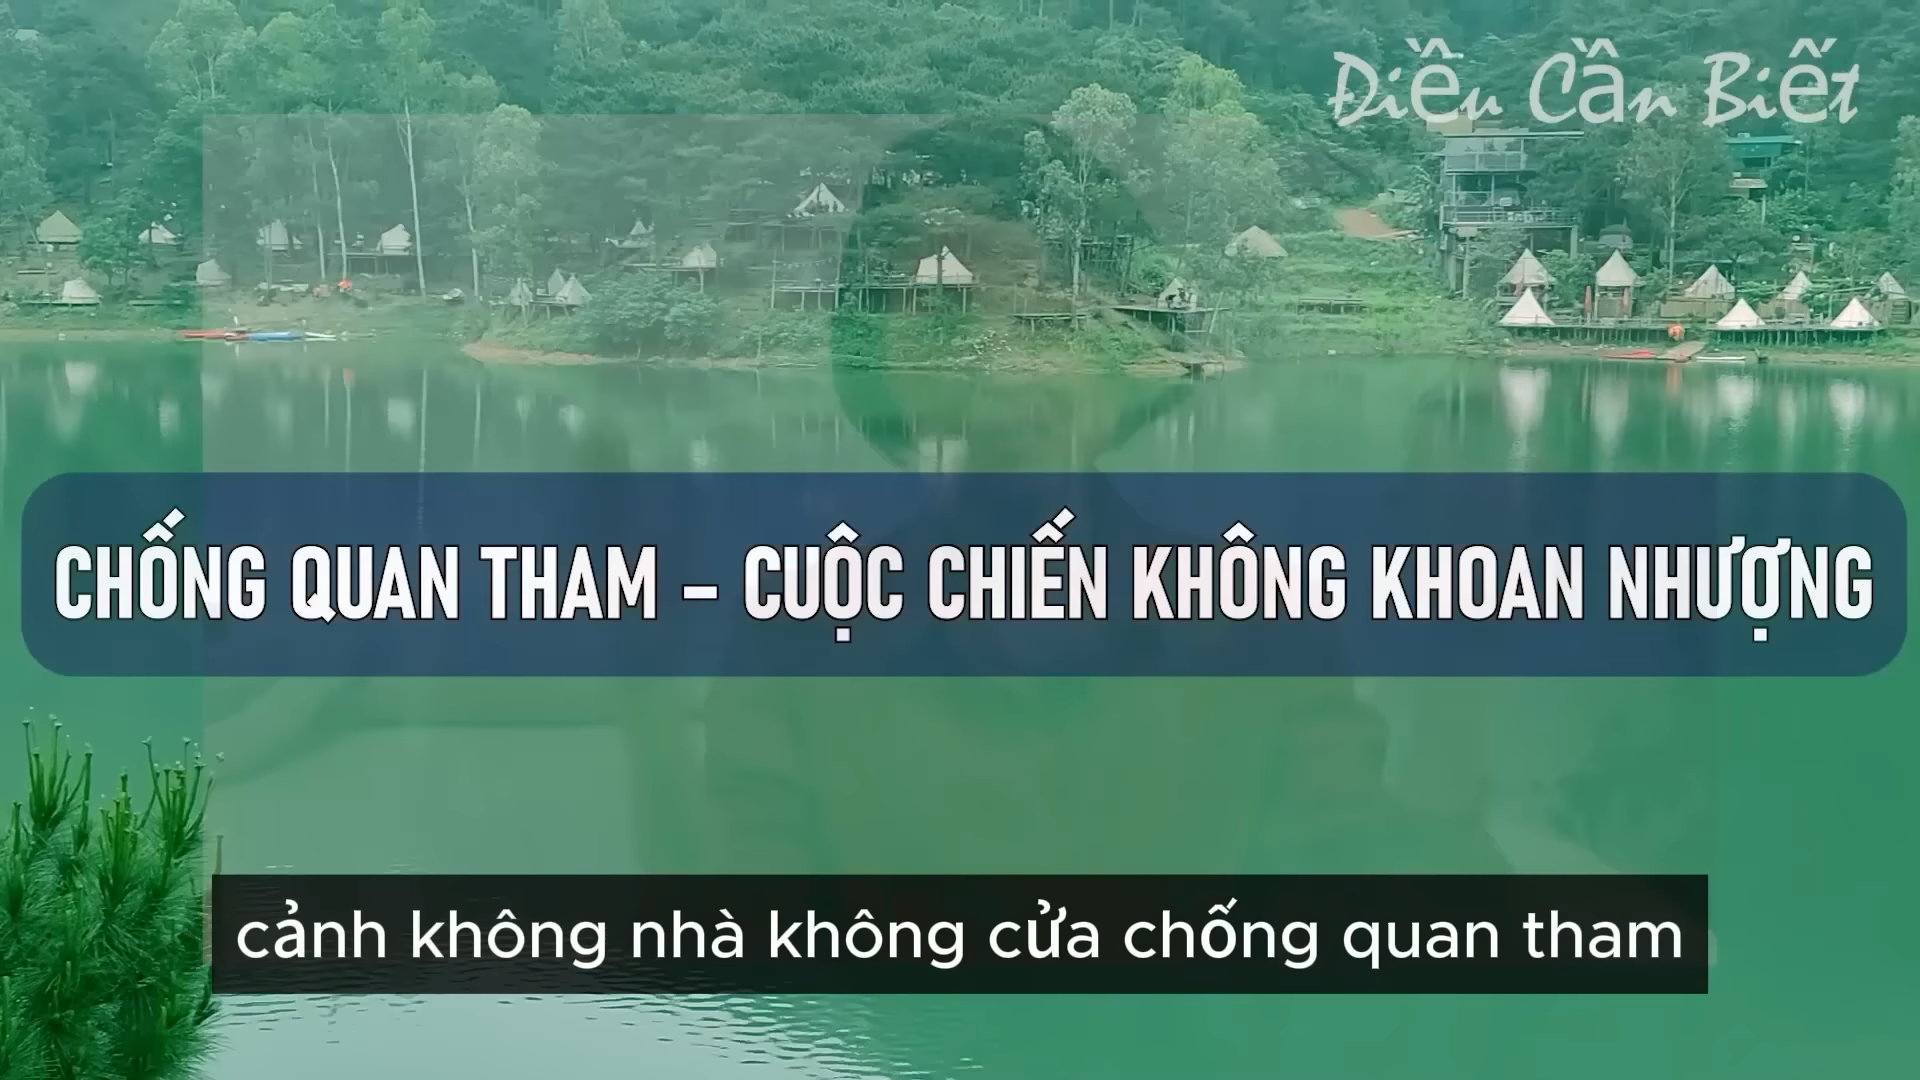 Điều Cần Biết
CHỐNG QUAN THAM – CUỘC CHIẾN KHÔNG KHOAN NHƯỢNG
cảnh không nhà không cửa chống quan tham